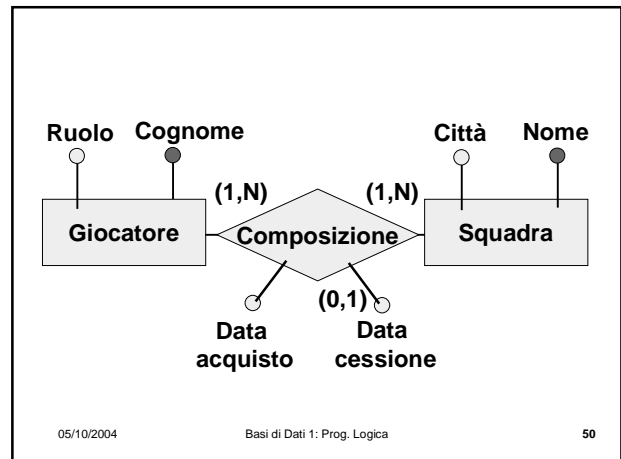 Ruolo Cognome Città Nome
(1,N) (1,N)
Giocatore Composizione Squadra
(0,1)
Data Data
acquisto cessione
05/10/2004 Basi di Dati 1: Prog. Logica 50